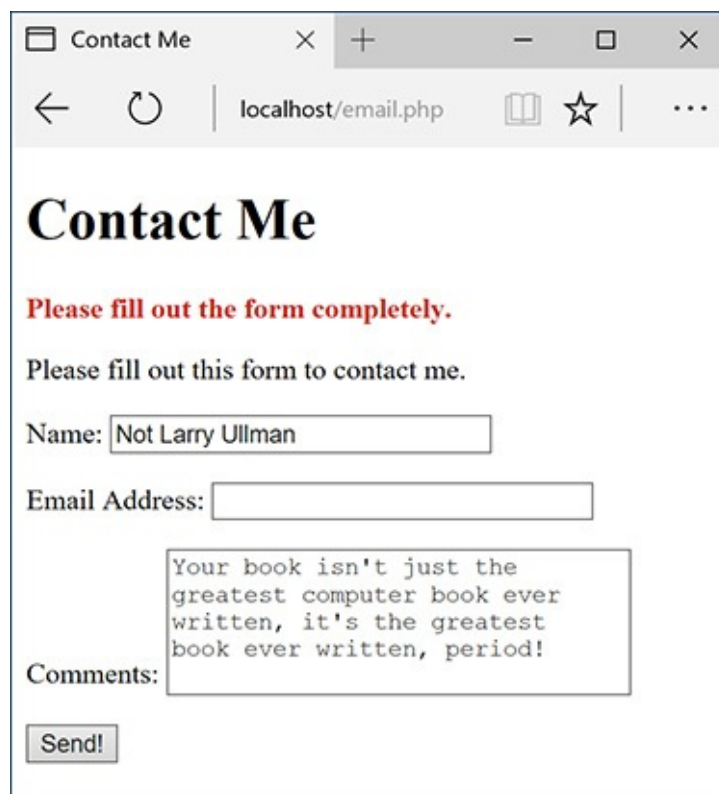 Contact Me
localhost/email.php
Contact Me
Please fill out the form completely.
Please fill out this form to contact me.
Name: Not Larry Ullman
Email Address:
Your book isn't just the
greatest computer book ever
written, it's the greatest
book ever written, period!
Comments:
Send!